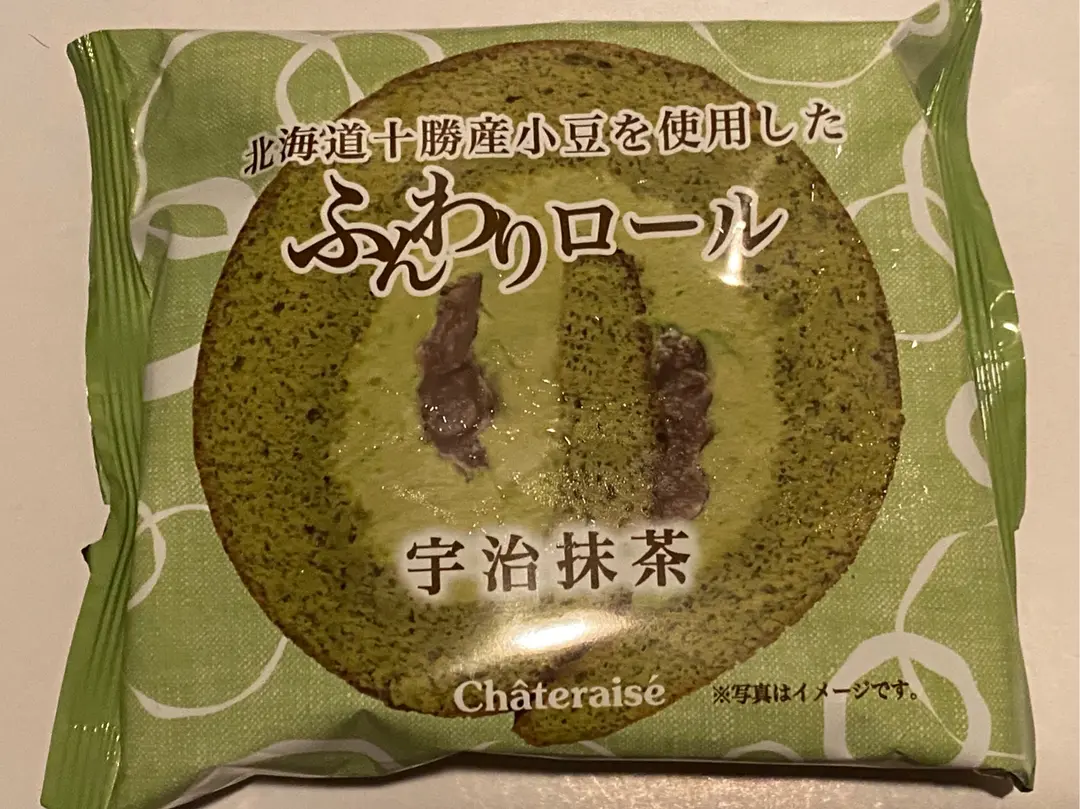 北海道十勝産小豆を使用した
ふんわりロール
宇治抹茶
Châteraisé
※写真はイメージです。